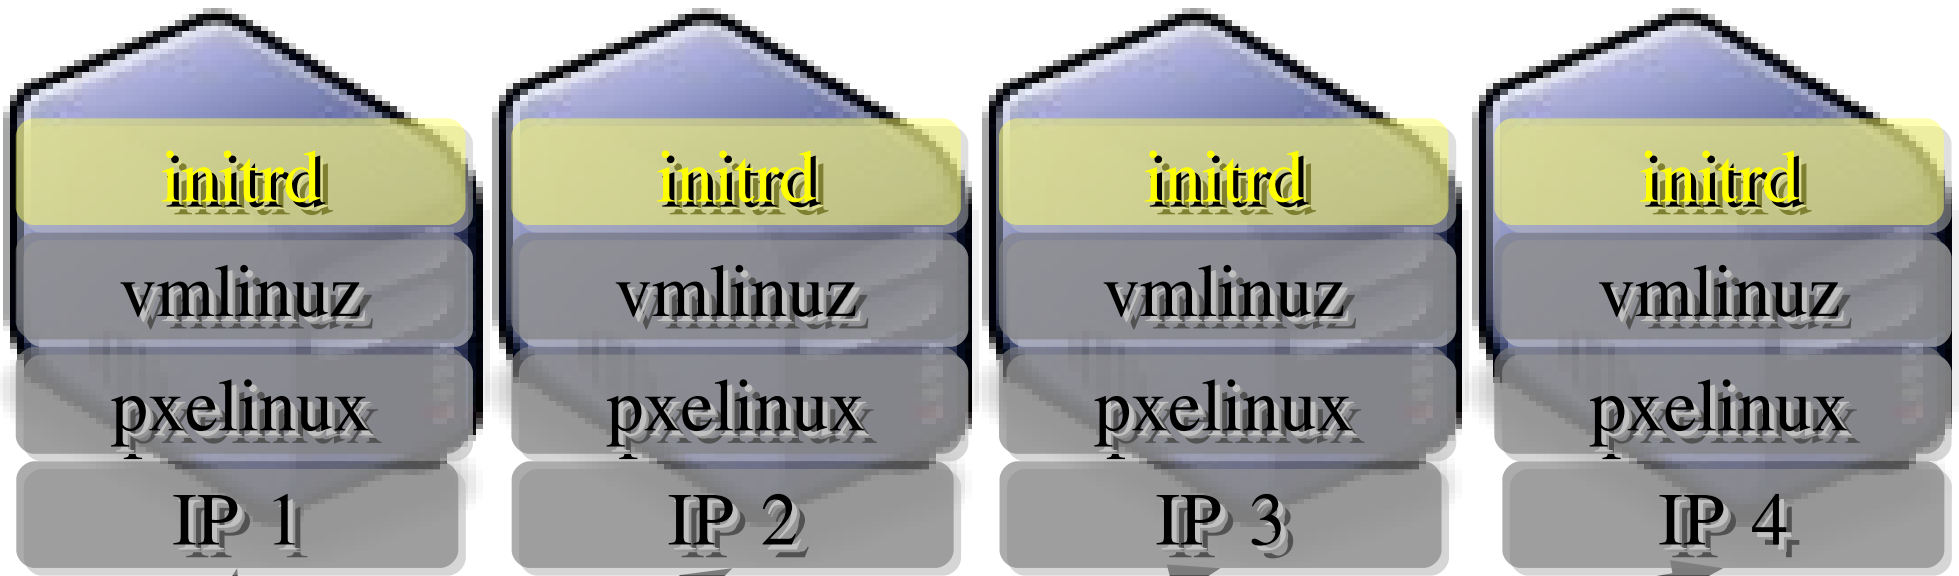 initrd initrd initrd initrd
vmlinuz vmlinuz vmlinuz vmlinuz
pxelinux pxelinux pxelinux pxelinux
IP 1 IP 2 IP 3 IP 4